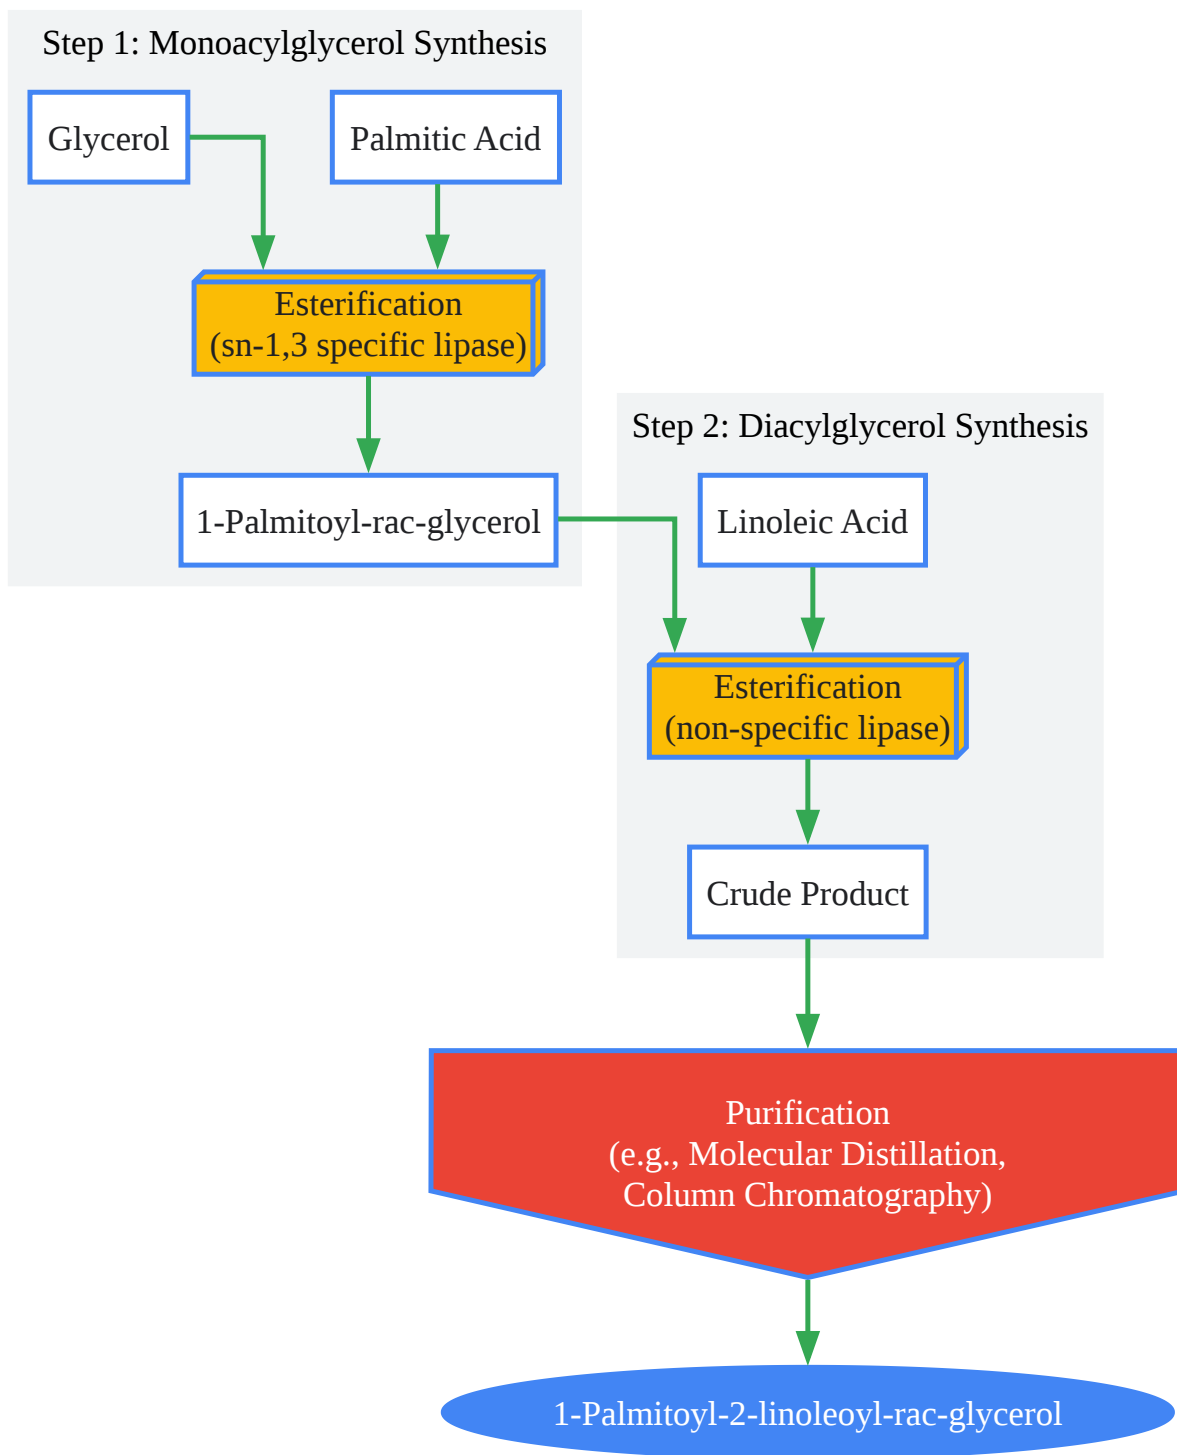 Step 1: Monoacylglycerol Synthesis
Glycerol
Palmitic Acid
Esterification
(sn-1,3 specific lipase)
1-Palmitoyl-rac-glycerol
Step 2: Diacylglycerol Synthesis
Linoleic Acid
Esterification
(non-specific lipase)
Crude Product
Purification
(e.g., Molecular Distillation,
Column Chromatography)
1-Palmitoyl-2-linoleoyl-rac-glycerol